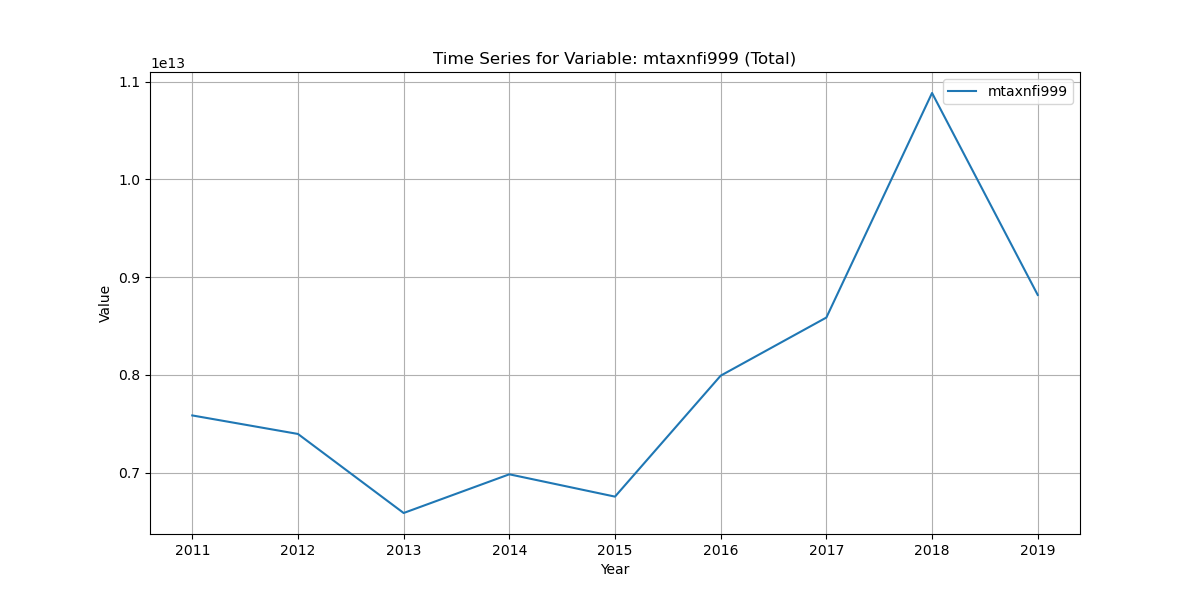 Time Series for Variable: mtaxnfi999 (Total)
1e13
1.1
1.0
0.9
0.8
0.7
Value
mtaxnfi999
2011 2012 2013 2014 2015 2016 2017 2018 2019
Year